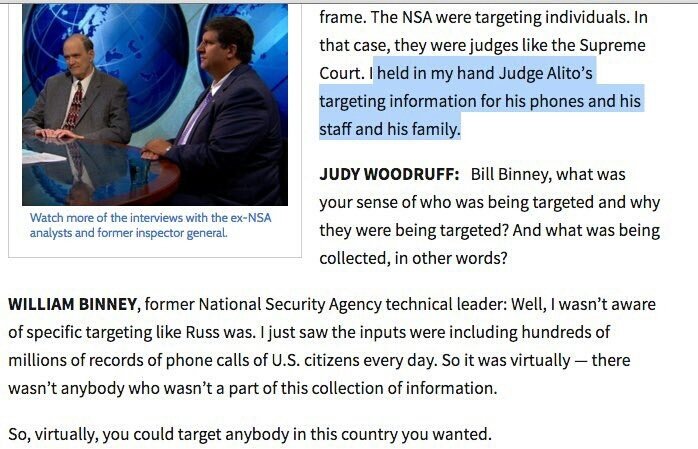 frame. The NSA were targeting individuals. In
that case, they were judges like the Supreme
Court. I held in my hand Judge Alito’s
targeting information for his phones and his
staff and his family.
Watch more of the interviews with the ex-NSA
analysts and former inspector general.
JUDY WOODRUFF: Bill Binney, what was
your sense of who was being targeted and why
they were being targeted? And what was being
collected, in other words?
WILLIAM BINNEY, former National Security Agency technical leader: Well, I wasn’t aware
of specific targeting like Russ was. I just saw the inputs were including hundreds of
millions of records of phone calls of U.S. citizens every day. So it was virtually — there
wasn’t anybody who wasn’t a part of this collection of information.
So, virtually, you could target anybody in this country you wanted.